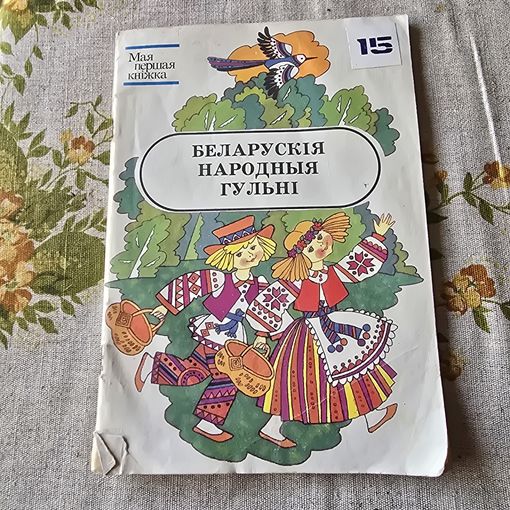 Мая
першая
кніжка
15
БЕЛАРУСКІЯ
НАРОДНЫЯ
ГУЛЬНІ